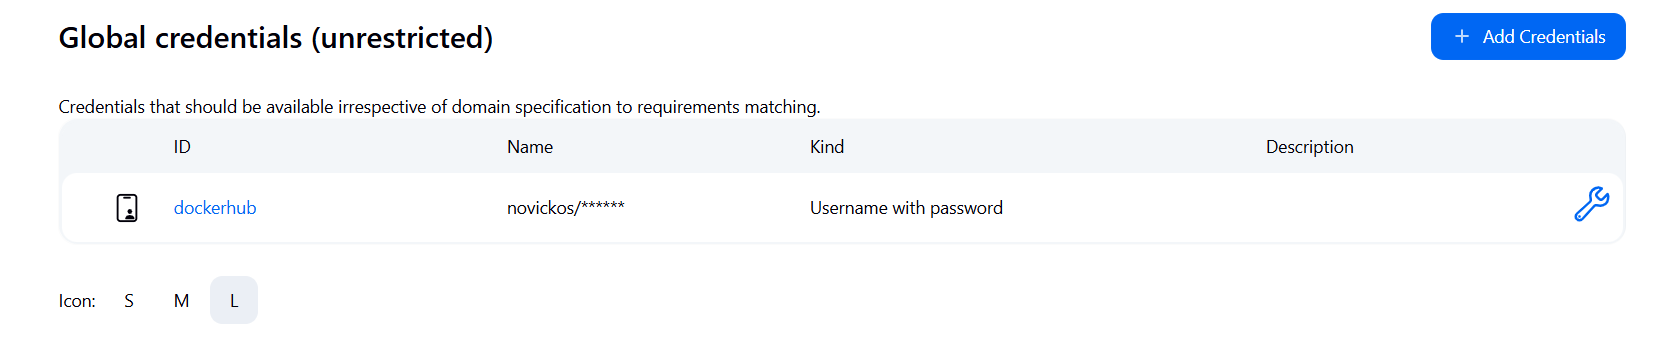 Global credentials (unrestricted)
+ Add Credentials
Credentials that should be available irrespective of domain specification to requirements matching.
ID Name Kind Description
dockerhub novickos/****** Username with password
Icon: S M L